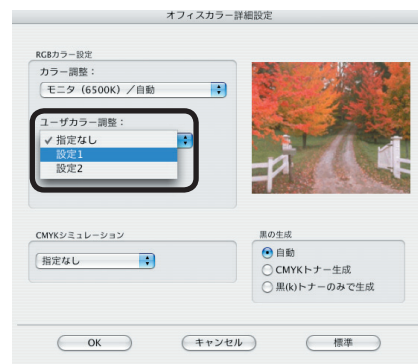 オフィスカラー詳細設定
RGBカラー設定
カラー調整：
モニタ（6500K）／自動
ユーザカラー調整：
✓ 指定なし
設定1
設定2
CMYKシミュレーション
指定なし
黒の生成
自動
CMYKトナー生成
黒(k)トナーのみで生成
OK
キャンセル
標準